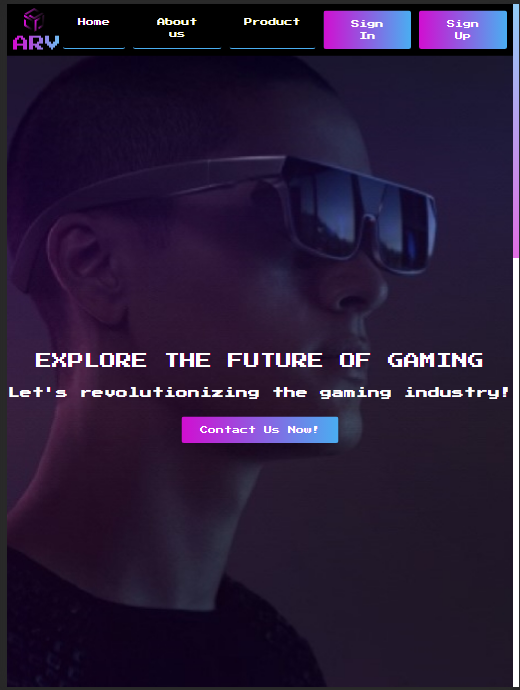 ARV
Home
About
us
Product
Sign
In
Sign
Up
EXPLORE THE FUTURE OF GAMING
Let's revolutionizing the gaming industry!
Contact Us Now!